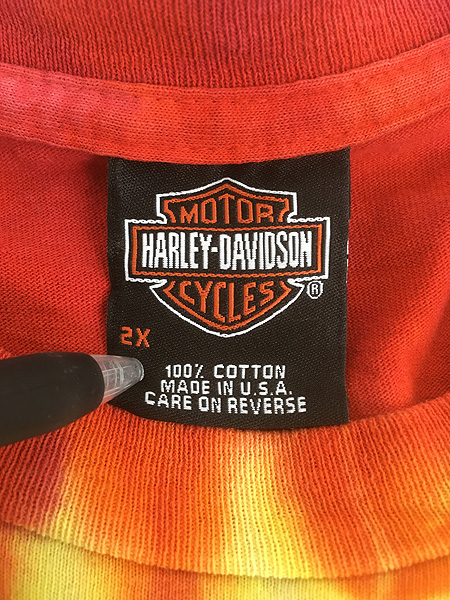 MOTOR
HARLEY-DAVIDSON
CYCLES
®
2X
100% COTTON
MADE IN U.S.A.
CARE ON REVERSE